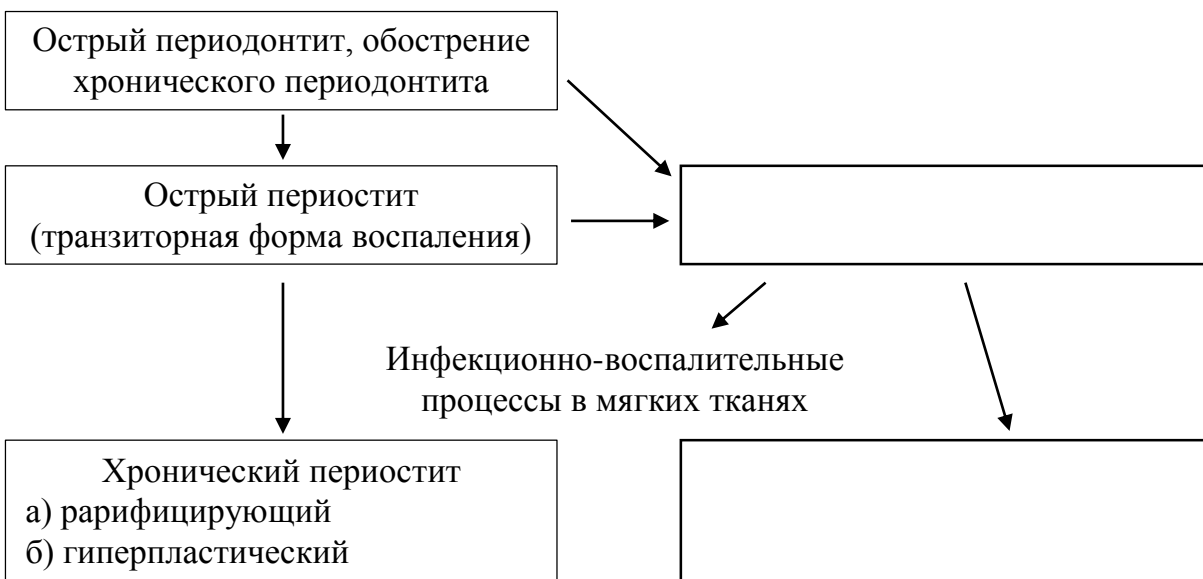 Острый периодонтит, обострение
хронического периодонтита
Острый периостит
(транзиторная форма воспаления)
Инфекционно-воспалительные
процессы в мягких тканях
Хронический периостит
а) рарифицирующий
б) гиперпластический